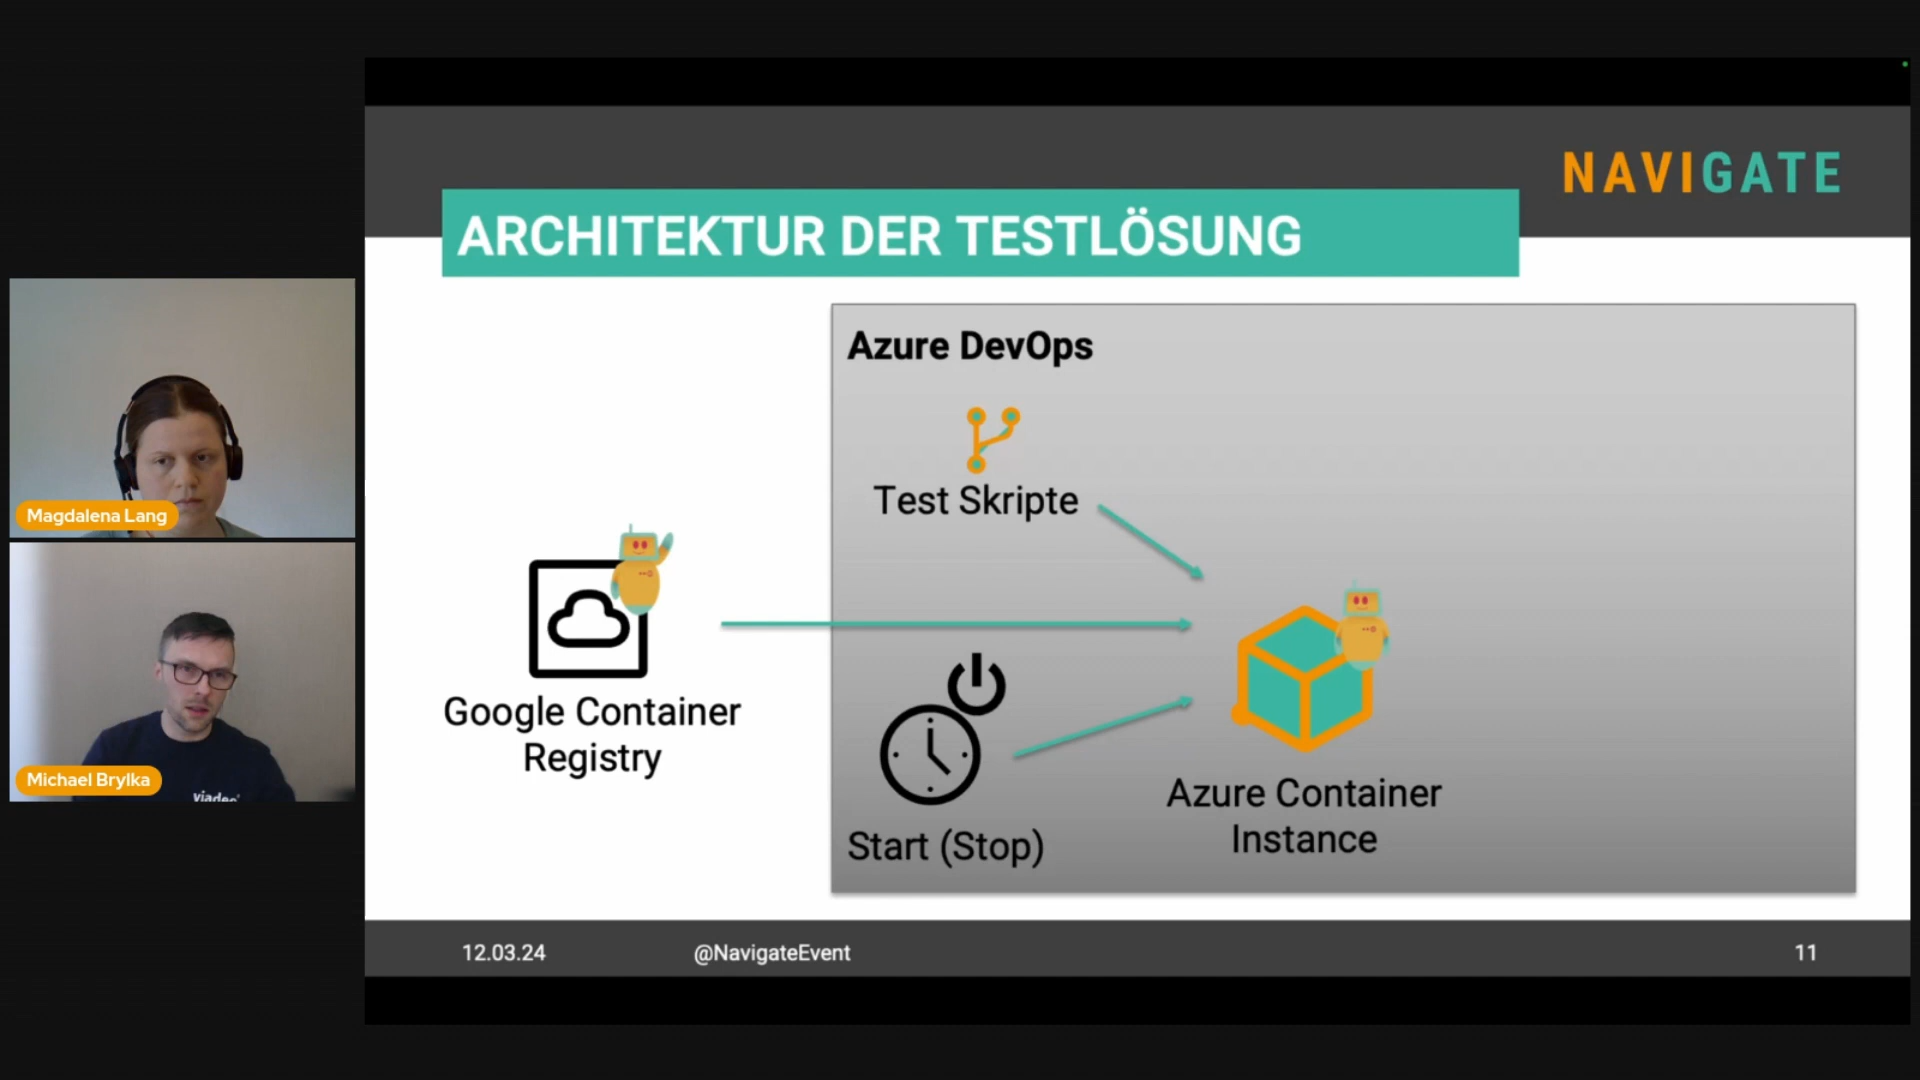 NAVIGATE
ARCHITEKTUR DER TESTLÖSUNG
Azure DevOps
Test Skripte
Google Container
Registry
Start (Stop)
Azure Container
Instance
12.03.24
@NavigateEvent
11
Magdalena Lang
Michael Brylka